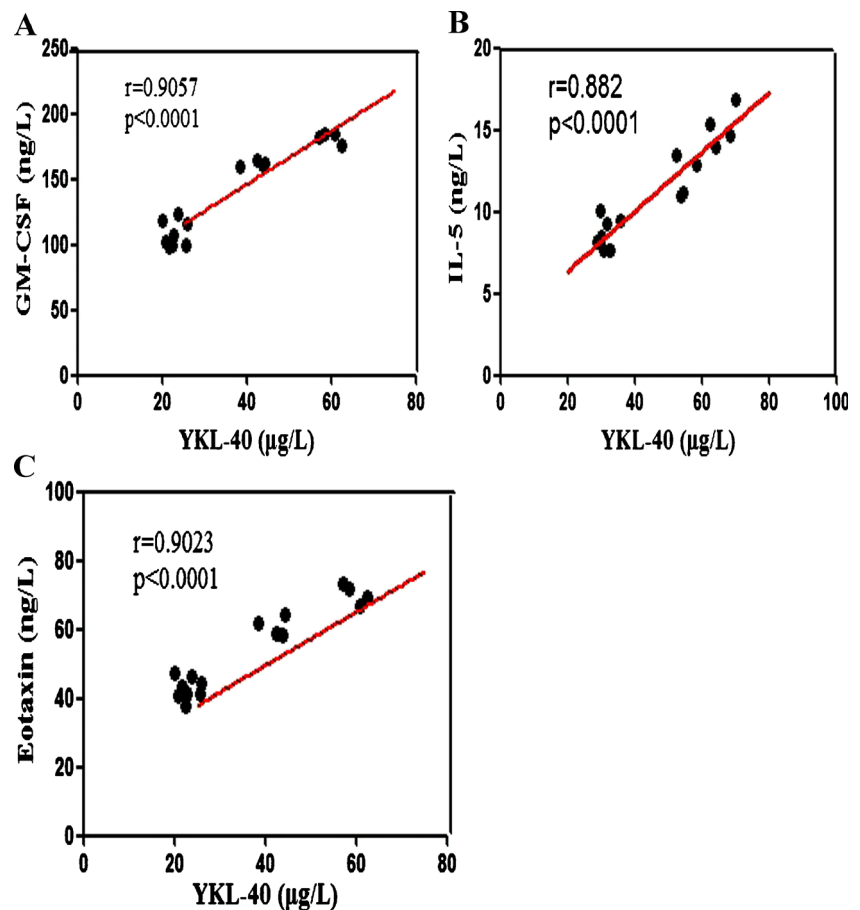 A
250
200
150
100
50
0
r=0.9057
p<0.0001
GM-CSF (ng/L)
0 20 40 60 80
YKL-40 (µg/L)
B
20
15
10
5
0
r=0.882
p<0.0001
IL-5 (ng/L)
0 20 40 60 80 100
YKL-40 (µg/L)
C
100
80
60
40
20
0
r=0.9023
p<0.0001
Eotaxin (ng/L)
0 20 40 60 80
YKL-40 (µg/L)